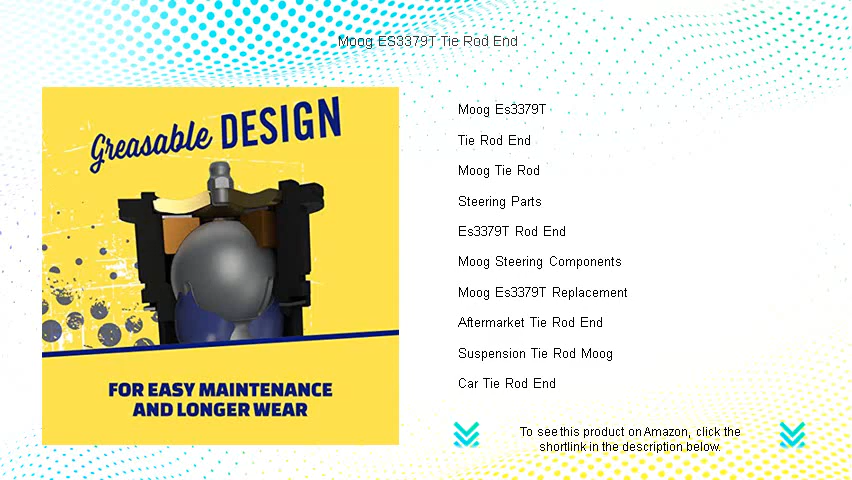 Moog ES3379T Tie Rod End
Greasable DESIGN
FOR EASY MAINTENANCE
AND LONGER WEAR
Moog Es3379T
Tie Rod End
Moog Tie Rod
Steering Parts
Es3379T Rod End
Moog Steering Components
Moog Es3379T Replacement
Aftermarket Tie Rod End
Suspension Tie Rod Moog
Car Tie Rod End
To see this product on Amazon, click the
shortlink in the description below.